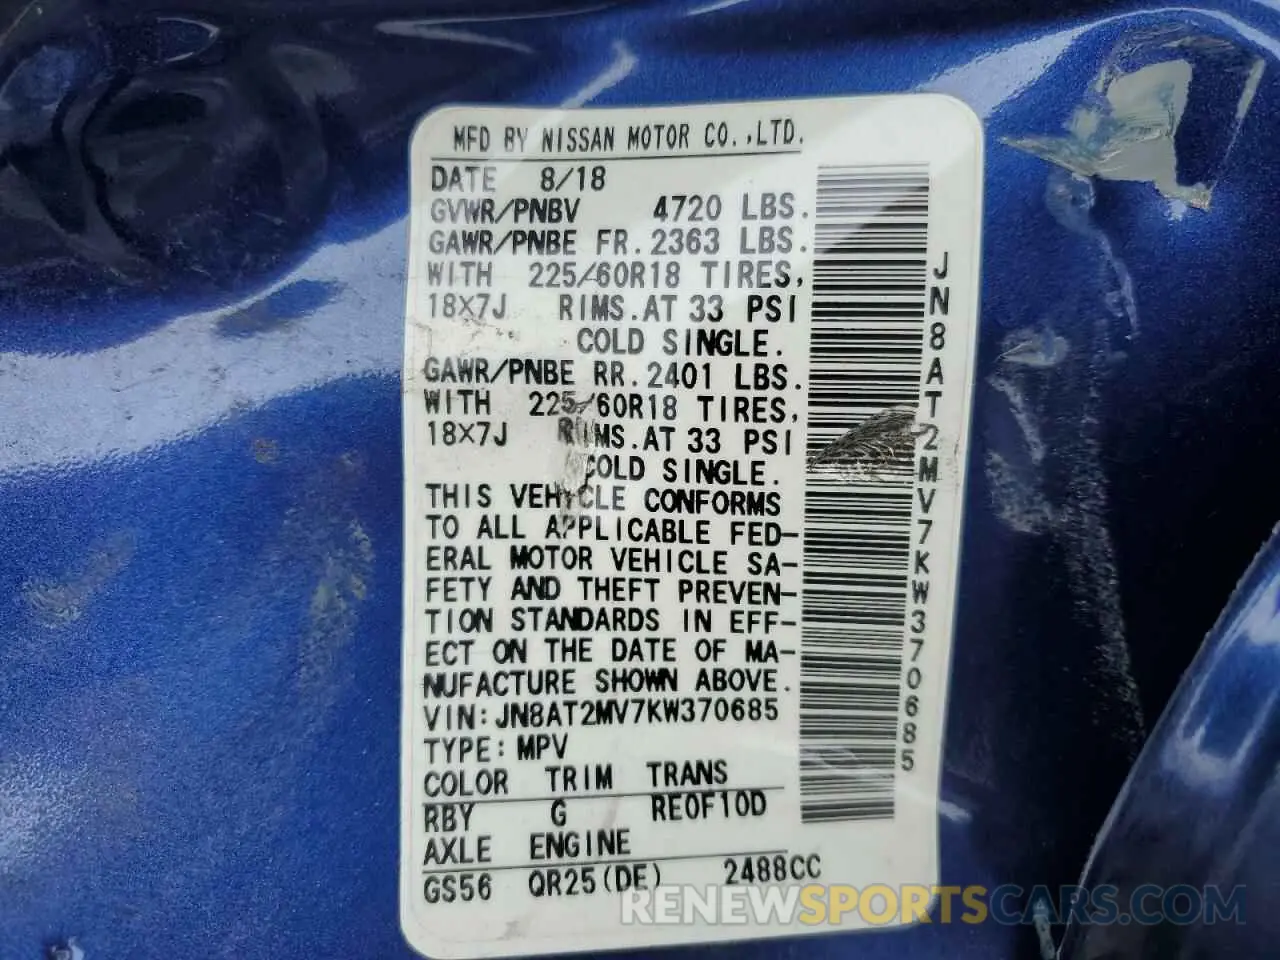 MFD BY NISSAN MOTOR CO.,LTD.
DATE 8/18
GVWR/PNBV 4720 LBS.
GAWR/PNBE FR.2363 LBS.
WITH 225/60R18 TIRES,
18X7J RIMS.AT 33 PSI
COLD SINGLE.
GAWR/PNBE RR.2401 LBS.
WITH 225/60R18 TIRES,
18X7J RIMS.AT 33 PSI
COLD SINGLE.
THIS VEHICLE CONFORMS
TO ALL APPLICABLE FED-
ERAL MOTOR VEHICLE SA-
FETY AND THEFT PREVEN-
TION STANDARDS IN EFF-
ECT ON THE DATE OF MA-
NUFACTURE SHOWN ABOVE.
VIN:JN8AT2MV7KW370685
TYPE:MPV
COLOR TRIM TRANS
RBY G RE0F10D
AXLE ENGINE
GS56 QR25(DE) 2488CC
JN8AT2MV7KW370685
RENEWSPORTSCARS.COM